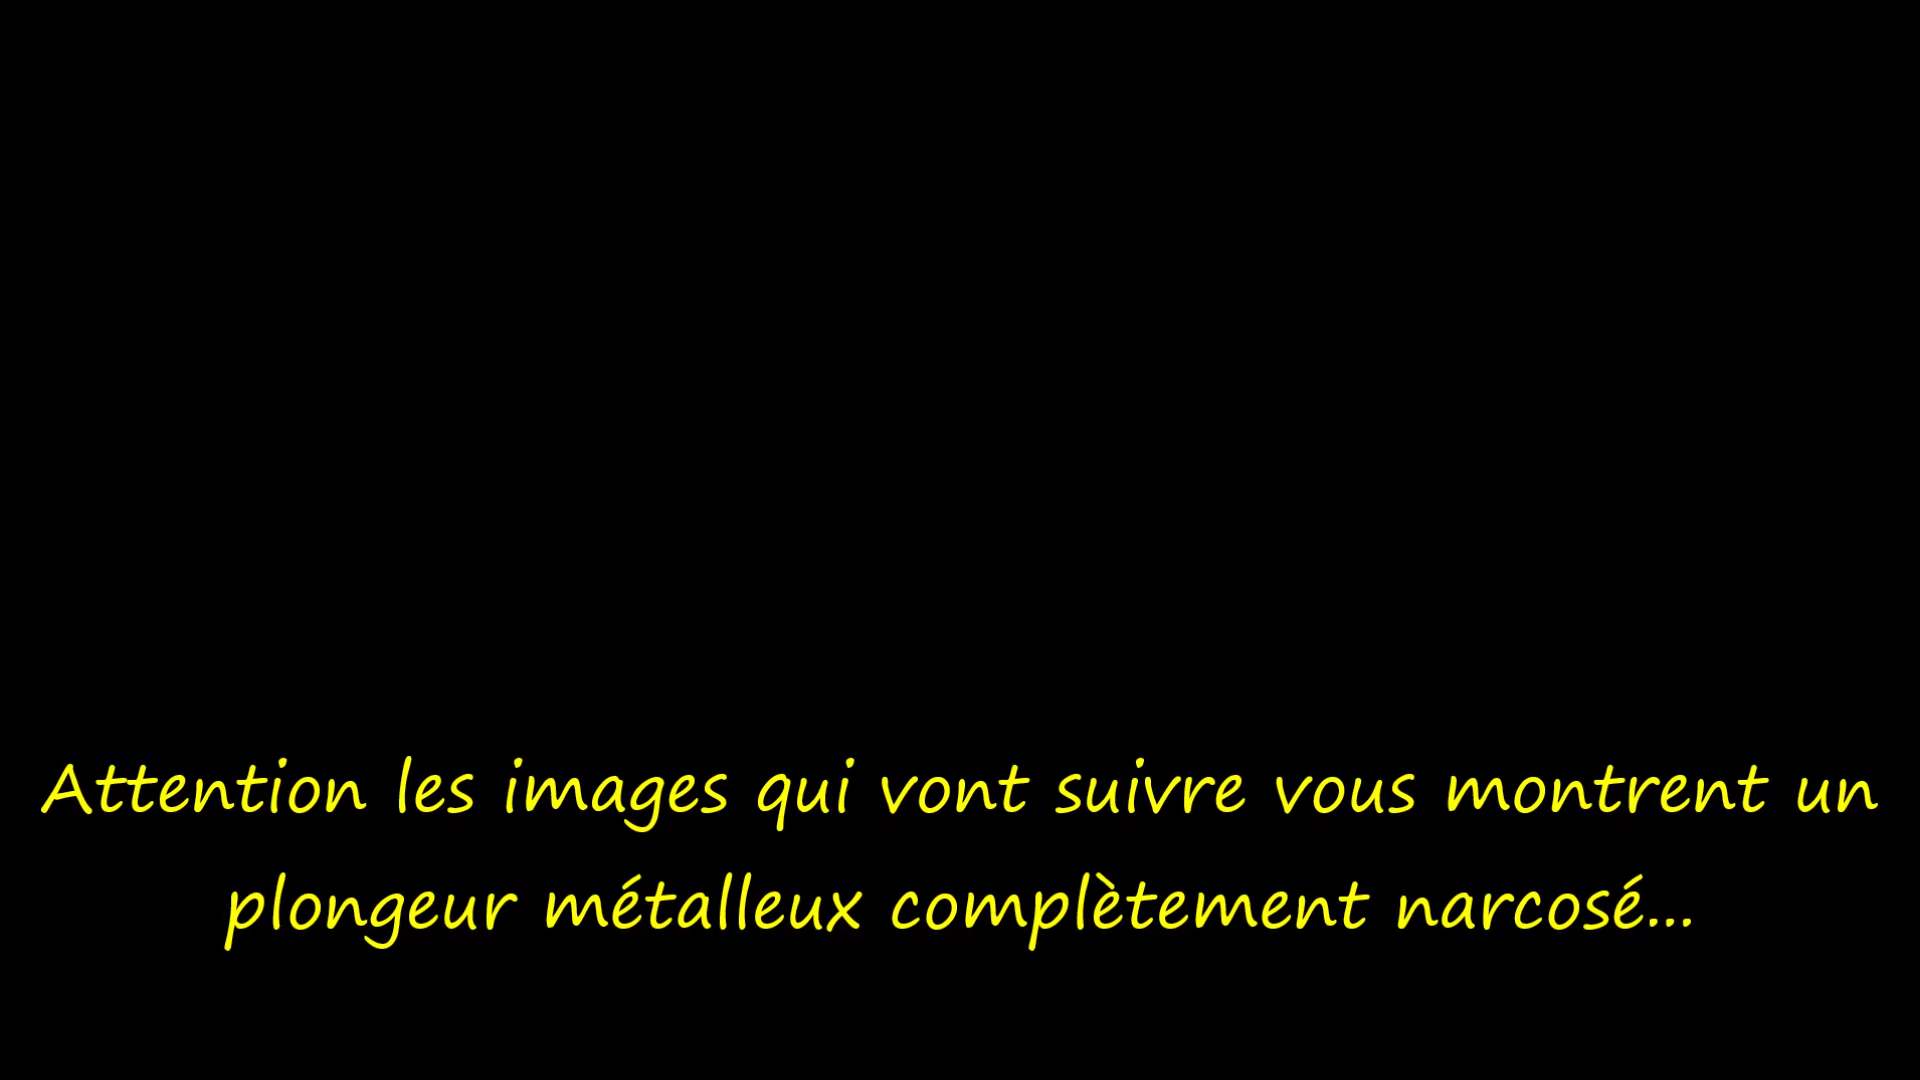 Attention les images qui vont suivre vous montrent un
plongeur métalleux complètement narcosé...